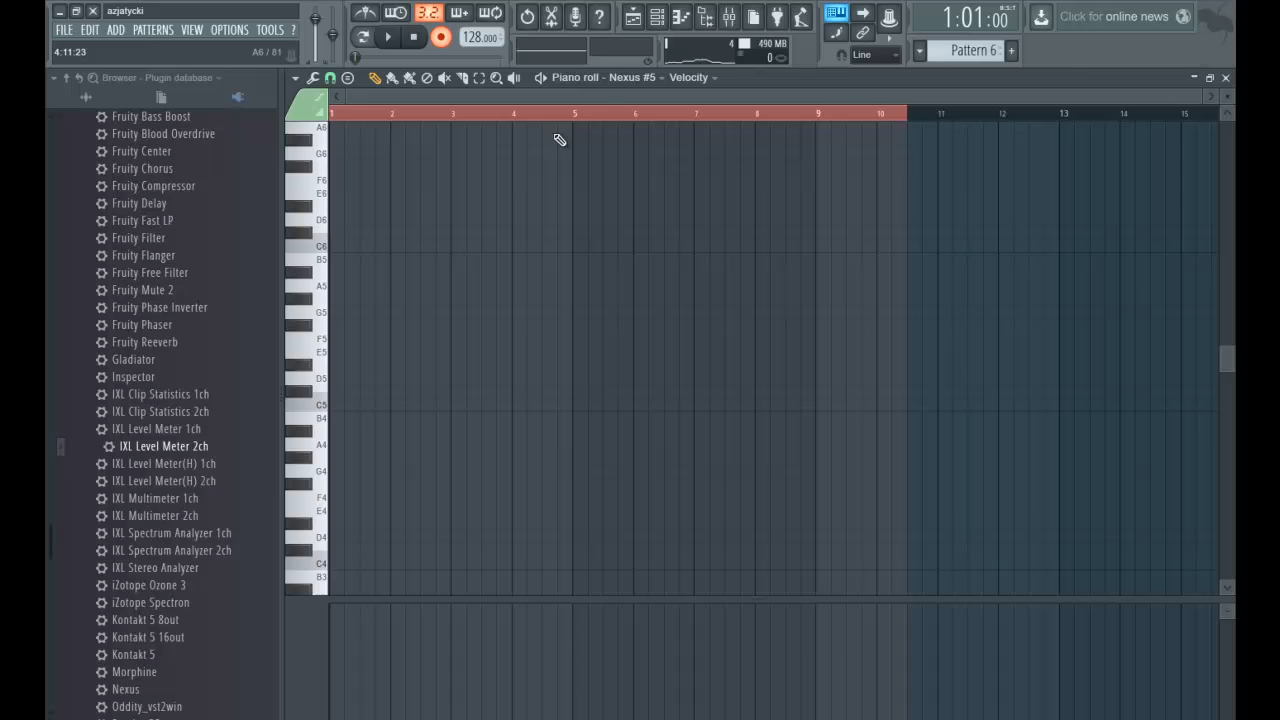 azjatycki
FILE EDIT ADD PATTERNS VIEW OPTIONS TOOLS ?
4:11:23 A6 / 81
3.2
128.000
4 490 MB
0
Line
1:01:00 B:S:T
Click for online news
Pattern 6
Browser - Plugin database
Piano roll - Nexus #5 Velocity
1 2 3 4 5 6 7 8 9 10 11 12 13 14 15
Fruity Bass Boost
Fruity Blood Overdrive
Fruity Center
Fruity Chorus
Fruity Compressor
Fruity Delay
Fruity Fast LP
Fruity Filter
Fruity Flanger
Fruity Free Filter
Fruity Mute 2
Fruity Phase Inverter
Fruity Phaser
Fruity Reeverb
Gladiator
Inspector
IXL Clip Statistics 1ch
IXL Clip Statistics 2ch
IXL Level Meter 1ch
IXL Level Meter 2ch
IXL Level Meter(H) 1ch
IXL Level Meter(H) 2ch
IXL Multimeter 1ch
IXL Multimeter 2ch
IXL Spectrum Analyzer 1ch
IXL Spectrum Analyzer 2ch
IXL Stereo Analyzer
iZotope Ozone 3
iZotope Spectron
Kontakt 5 8out
Kontakt 5 16out
Kontakt 5
Morphine
Nexus
Oddity_vst2win
A6
G6
F6
E6
D6
C6
B5
A5
G5
F5
E5
D5
C5
B4
A4
G4
F4
E4
D4
C4
B3